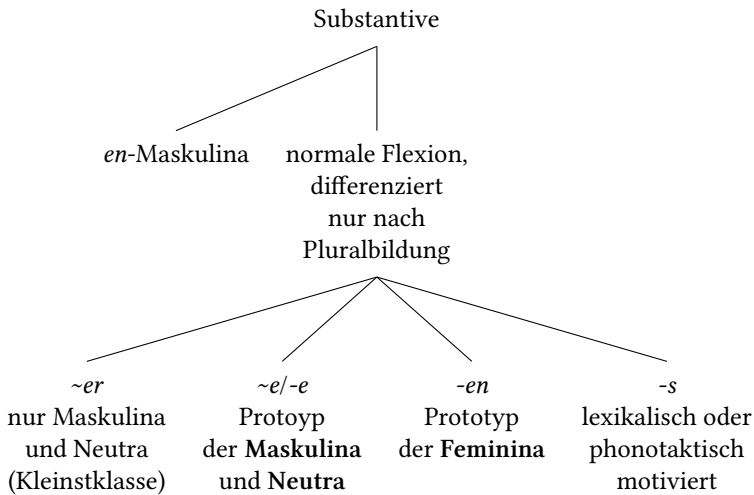 Substantive
en-Maskulina
normale Flexion,
differenziert
nur nach
Pluralbildung
~er
nur Maskulina
und Neutra
(Kleinstklasse)
~e/-e
Protoyp
der Maskulina
und Neutra
-en
Prototyp
der Feminina
-s
lexikalisch oder
phonotaktisch
motiviert